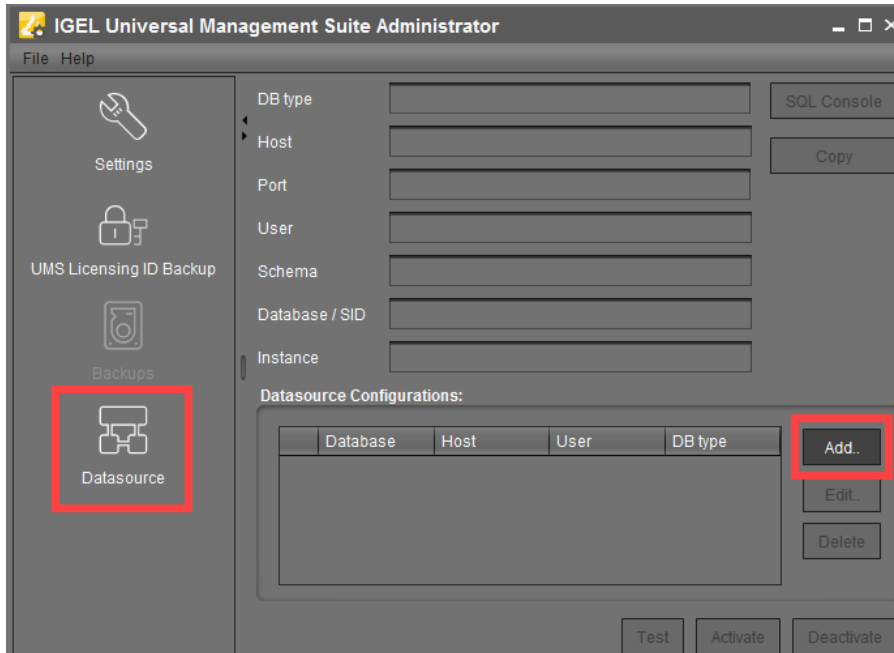 IGEL Universal Management Suite Administrator
File Help
Settings
UMS Licensing ID Backup
Backups
Datasource
DB type
Host
Port
User
Schema
Database / SID
Instance
SQL Console
Copy
Datasource Configurations:
Database Host User DB type
Add..
Edit..
Delete
Test Activate Deactivate